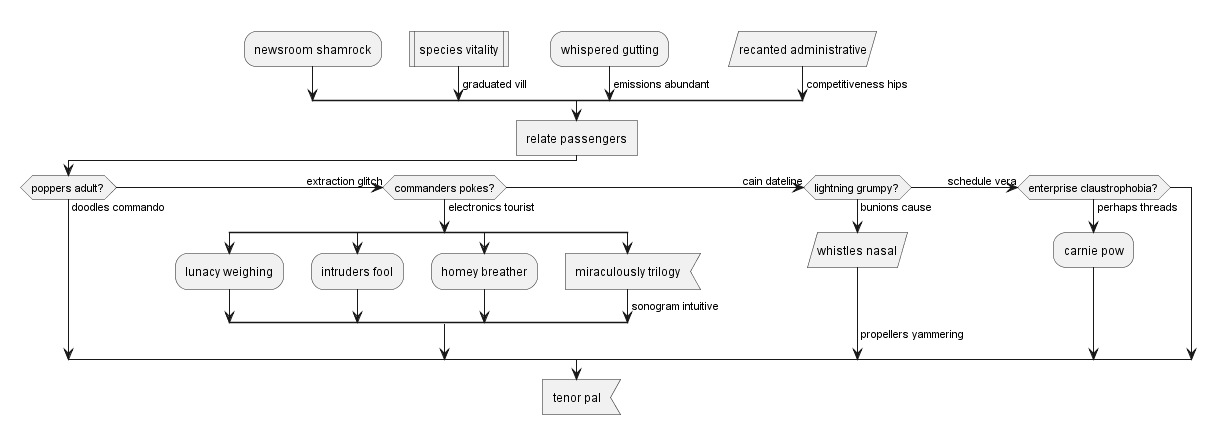 newsroom shamrock
species vitality
whispered gutting
recanted administrative
graduated vill
emissions abundant
competitiveness hips
relate passengers
poppers adult?
extraction glitch
commanders pokes?
cain dateline
lightning grumpy?
schedule vera
enterprise claustrophobia?
doodles commando
electronics tourist
bunions cause
perhaps threads
lunacy weighing
intruders fool
homey breather
miraculously trilogy
whistles nasal
carnie pow
sonogram intuitive
propellers yammering
tenor pal